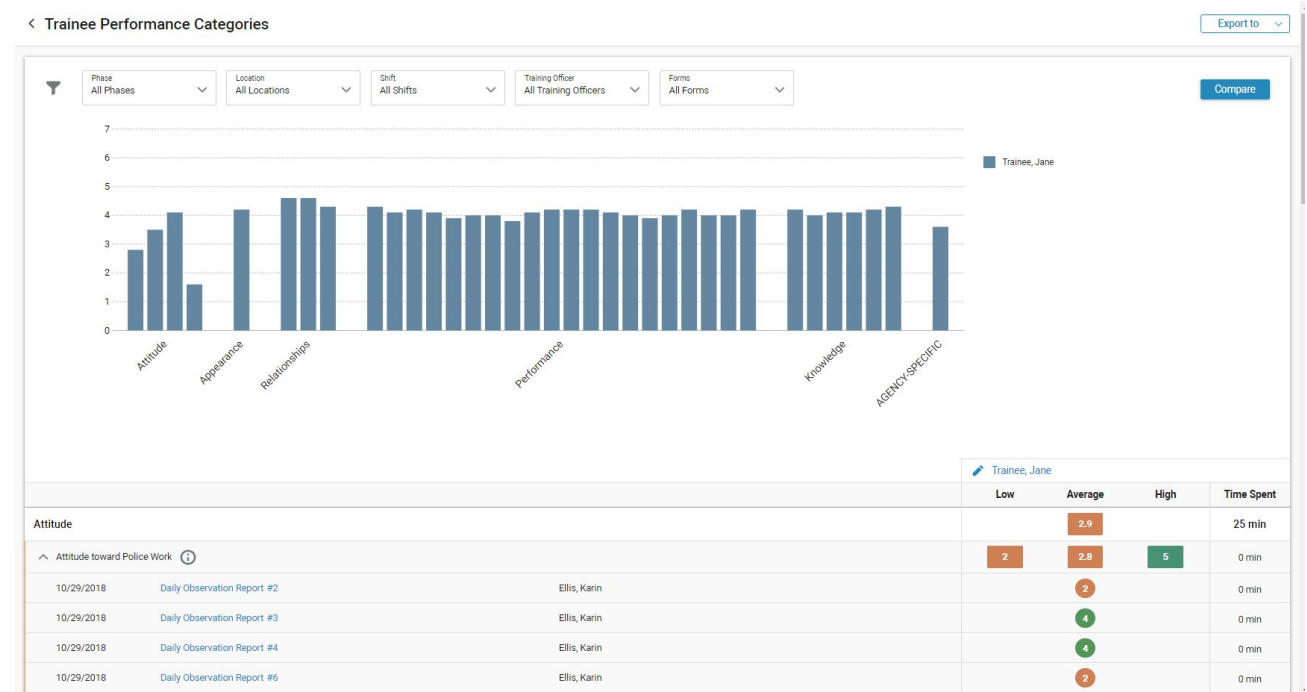 Trainee Performance Categories
Export to
Phase
All Phases
Location
All Locations
Shift
All Shifts
Training Officer
All Training Officers
Forms
All Forms
Compare
7
6
5
4
3
2
1
0
Trainee, Jane
Attitude
Appearance
Relationships
Performance
Knowledge
AGENCY-SPECIFIC
Trainee, Jane
Low Average High Time Spent
Attitude 2.9 25 min
Attitude toward Police Work 2 2.8 5 0 min
10/29/2018 Daily Observation Report #2 Ellis, Karin 2 0 min
10/29/2018 Daily Observation Report #3 Ellis, Karin 4 0 min
10/29/2018 Daily Observation Report #4 Ellis, Karin 4 0 min
10/29/2018 Daily Observation Report #6 Ellis, Karin 2 0 min